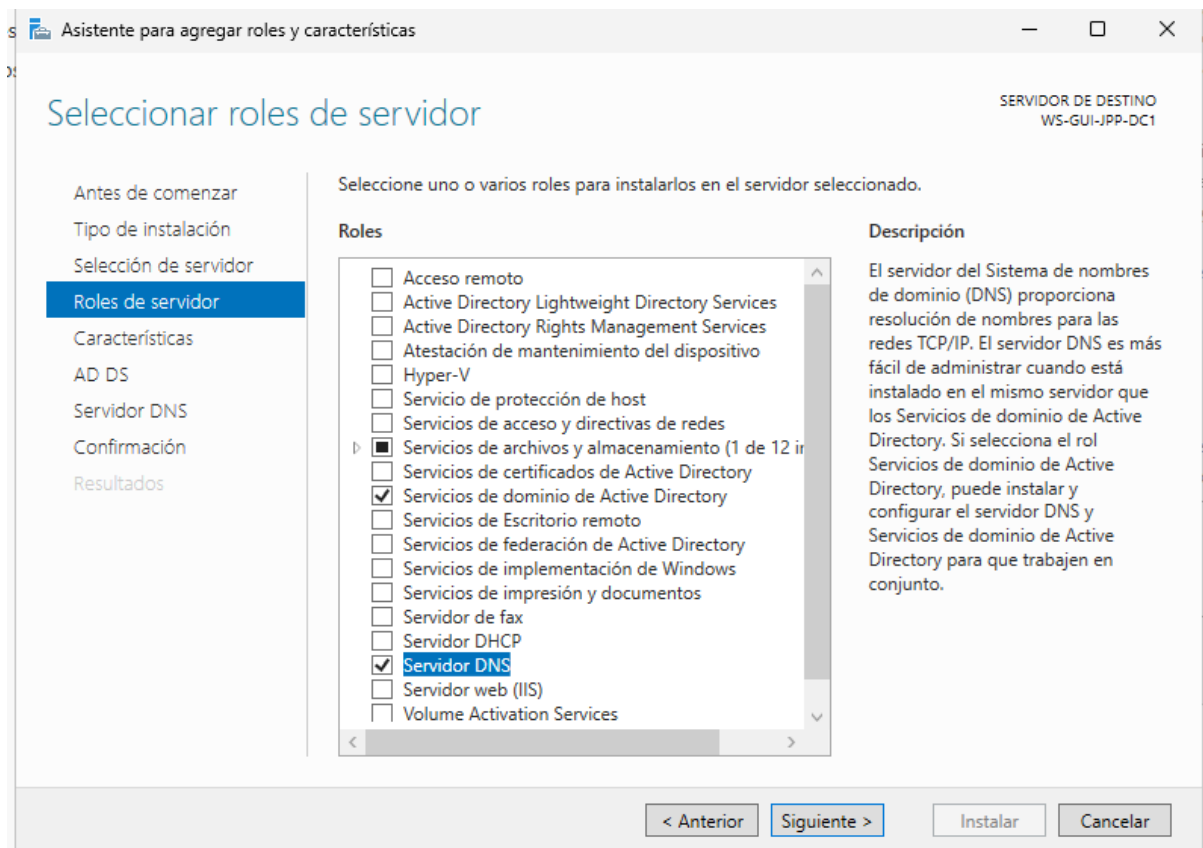 Asistente para agregar roles y características
Seleccionar roles de servidor
SERVIDOR DE DESTINO
WS-GUI-JPP-DC1
Antes de comenzar
Tipo de instalación
Selección de servidor
Roles de servidor
Características
AD DS
Servidor DNS
Confirmación
Resultados
Seleccione uno o varios roles para instalarlos en el servidor seleccionado.
Roles
Acceso remoto
Active Directory Lightweight Directory Services
Active Directory Rights Management Services
Atestación de mantenimiento del dispositivo
Hyper-V
Servicio de protección de host
Servicios de acceso y directivas de redes
Servicios de archivos y almacenamiento (1 de 12 in
Servicios de certificados de Active Directory
Servicios de dominio de Active Directory
Servicios de Escritorio remoto
Servicios de federación de Active Directory
Servicios de implementación de Windows
Servicios de impresión y documentos
Servidor de fax
Servidor DHCP
Servidor DNS
Servidor web (IIS)
Volume Activation Services
Descripción
El servidor del Sistema de nombres
de dominio (DNS) proporciona
resolución de nombres para las
redes TCP/IP. El servidor DNS es más
fácil de administrar cuando está
instalado en el mismo servidor que
los Servicios de dominio de Active
Directory. Si selecciona el rol
Servicios de dominio de Active
Directory, puede instalar y
configurar el servidor DNS y
Servicios de dominio de Active
Directory para que trabajen en
conjunto.
< Anterior
Siguiente >
Instalar
Cancelar